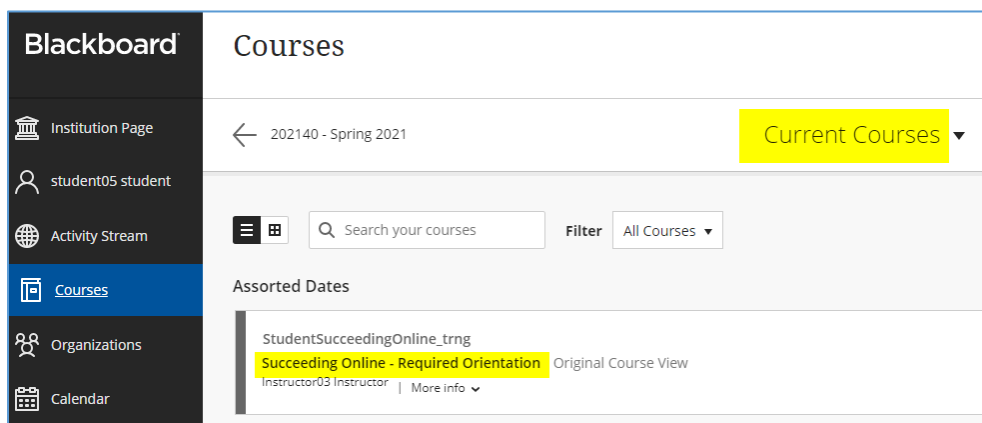 Blackboard
Courses
Institution Page
202140 - Spring 2021
Current Courses
student05 student
Activity Stream
Search your courses
Filter
All Courses
Courses
Assorted Dates
Organizations
StudentSucceedingOnline_trng
Succeeding Online - Required Orientation Original Course View
Instructor03 Instructor | More info
Calendar